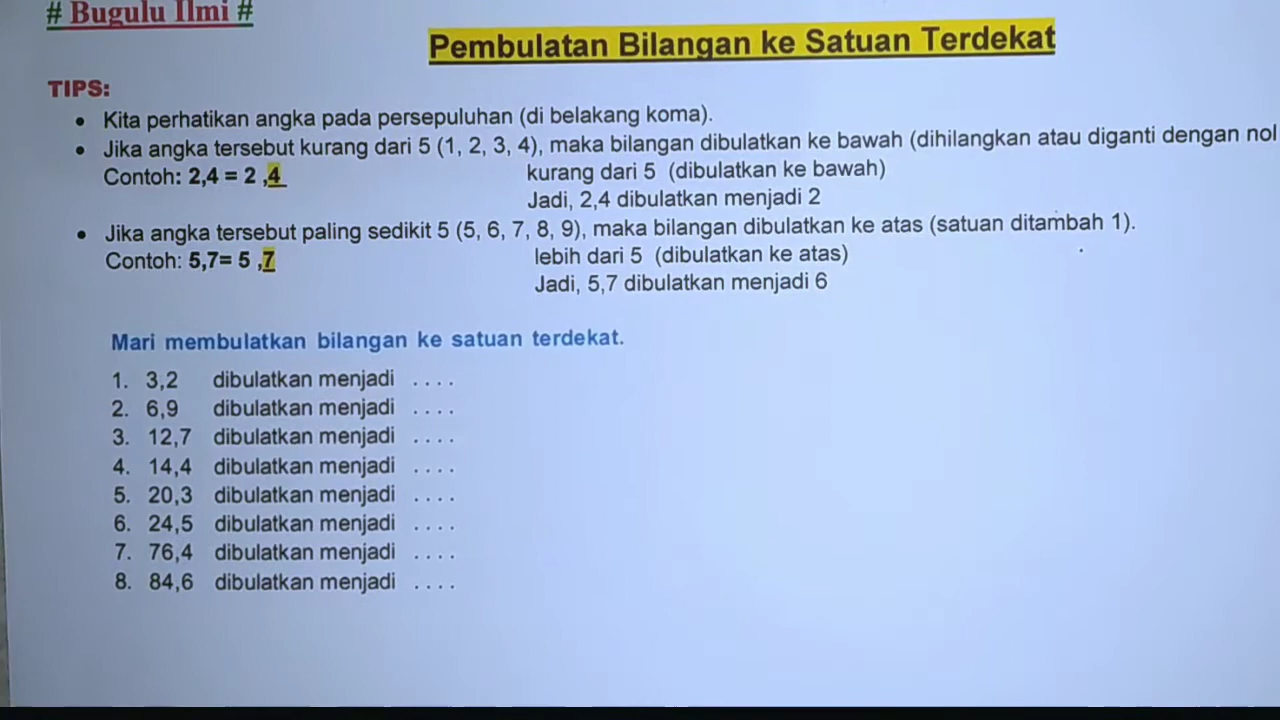 # Bugulu Ilmi #
Pembulatan Bilangan ke Satuan Terdekat
TIPS:
• Kita perhatikan angka pada persepuluhan (di belakang koma).
• Jika angka tersebut kurang dari 5 (1, 2, 3, 4), maka bilangan dibulatkan ke bawah (dihilangkan atau diganti dengan nol
Contoh: 2,4 = 2 ,4 kurang dari 5 (dibulatkan ke bawah)
Jadi, 2,4 dibulatkan menjadi 2
• Jika angka tersebut paling sedikit 5 (5, 6, 7, 8, 9), maka bilangan dibulatkan ke atas (satuan ditambah 1).
Contoh: 5,7= 5 ,7 lebih dari 5 (dibulatkan ke atas)
Jadi, 5,7 dibulatkan menjadi 6
Mari membulatkan bilangan ke satuan terdekat.
1. 3,2 dibulatkan menjadi . . . .
2. 6,9 dibulatkan menjadi . . . .
3. 12,7 dibulatkan menjadi . . . .
4. 14,4 dibulatkan menjadi . . . .
5. 20,3 dibulatkan menjadi . . . .
6. 24,5 dibulatkan menjadi . . . .
7. 76,4 dibulatkan menjadi . . . .
8. 84,6 dibulatkan menjadi . . . .